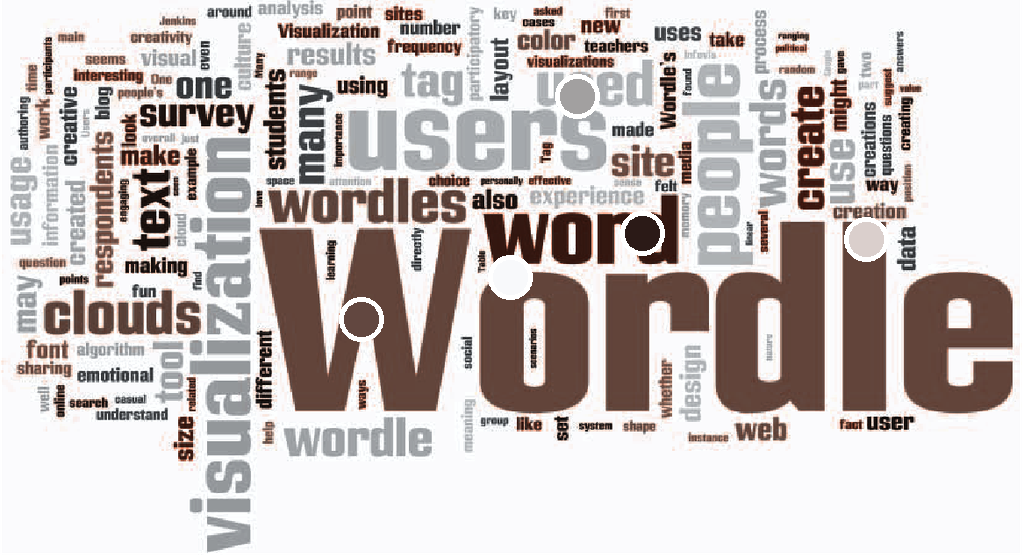 around
analysis
point
sites
key
asked
cases
first
new
Jenkins
creativity
Visualization
number
participatory
color
teachers
uses
take
process
ranging
political
main
seems
visual
even
culture
Many
results
frequency
layout
visualizations
Wordle's
found
random
gave
answers
time
participants
interesting
One
people's
one
range
using
tag
used
people
words
create
might
two
part
suggest
value
authoring
work
creative
Users
blog
look
survey
students
many
importance
users
made
site
media
use
creations
questions
creating
overall
just
make
example
Tag
usage
information
created
respondents
engaging
text
cloud
space
attention
choice
personally
effective
sense
felt
memory
way
position
love
wordles
also
experience
word
linear
several
creation
data
question
points
making
find
fun
visualization
learning
directly
Table
Wordle
may
clouds
font
algorithm
tool
different
social
scenarios
sharing
emotional
well
online
search
casual
related
understand
size
ways
whether
design
Nature
help
wordle
meaning
group
like
set
system
shape
instance
web
fact
user